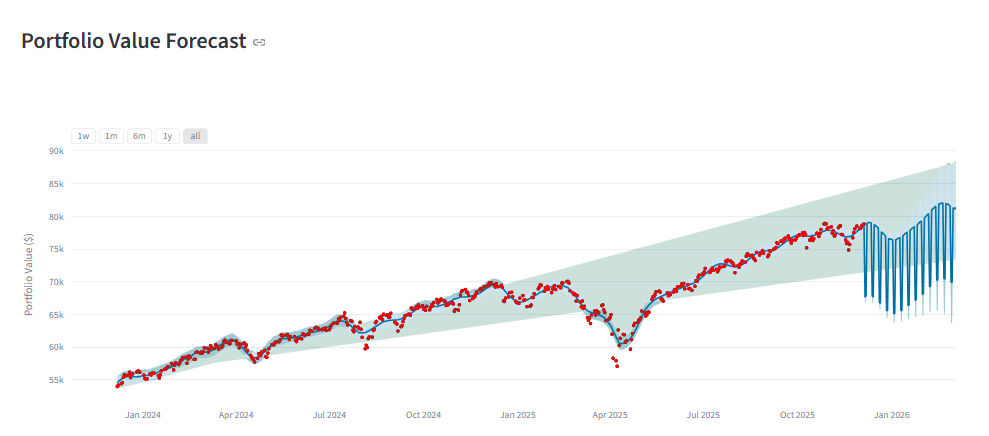 Portfolio Value Forecast
1w 1m 6m 1y all
90k
85k
80k
75k
70k
65k
60k
55k
Portfolio Value ($)
Jan 2024 Apr 2024 Jul 2024 Oct 2024 Jan 2025 Apr 2025 Jul 2025 Oct 2025 Jan 2026